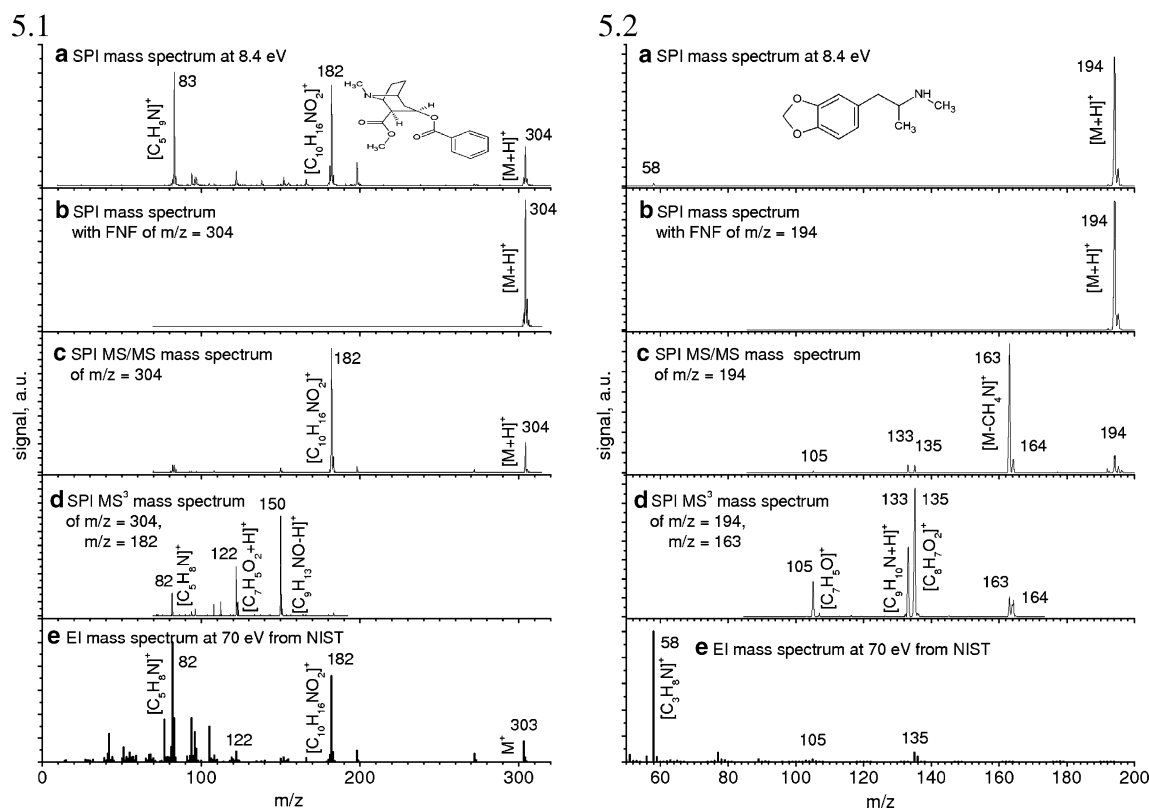 5.1
a SPI mass spectrum at 8.4 eV
83
[C5H9N]+
182
[C10H16NO2]+
H3C
N
H
H
O
O
O
H3C
O
[M+H]+
304
b SPI mass spectrum
with FNF of m/z = 304
304
[M+H]+
c SPI MS/MS mass spectrum
of m/z = 304
182
[C10H16NO2]+
[M+H]+
304
signal, a.u.
d SPI MS3 mass spectrum
of m/z = 304,
m/z = 182
82
[C5H8N]+
122
[C7H5O2+H]+
150
[C9H13NO-H]+
e EI mass spectrum at 70 eV from NIST
[C5H8N]+
82
122
[C10H16NO2]+
182
M+
303
0 100 200 300
m/z
5.2
a SPI mass spectrum at 8.4 eV
O
O
NH
CH3
CH3
58
194
[M+H]+
b SPI mass spectrum
with FNF of m/z = 194
194
[M+H]+
c SPI MS/MS mass spectrum
of m/z = 194
105
133
135
[M-CH4N]+
163
164
194
signal, a.u.
d SPI MS3 mass spectrum
of m/z = 194,
m/z = 163
105
[C7H5O]+
133
[C9H10N+H]+
135
[C8H7O2]+
163
164
58
[C3H8N]+
e EI mass spectrum at 70 eV from NIST
105
135
60 80 100 120 140 160 180 200
m/z